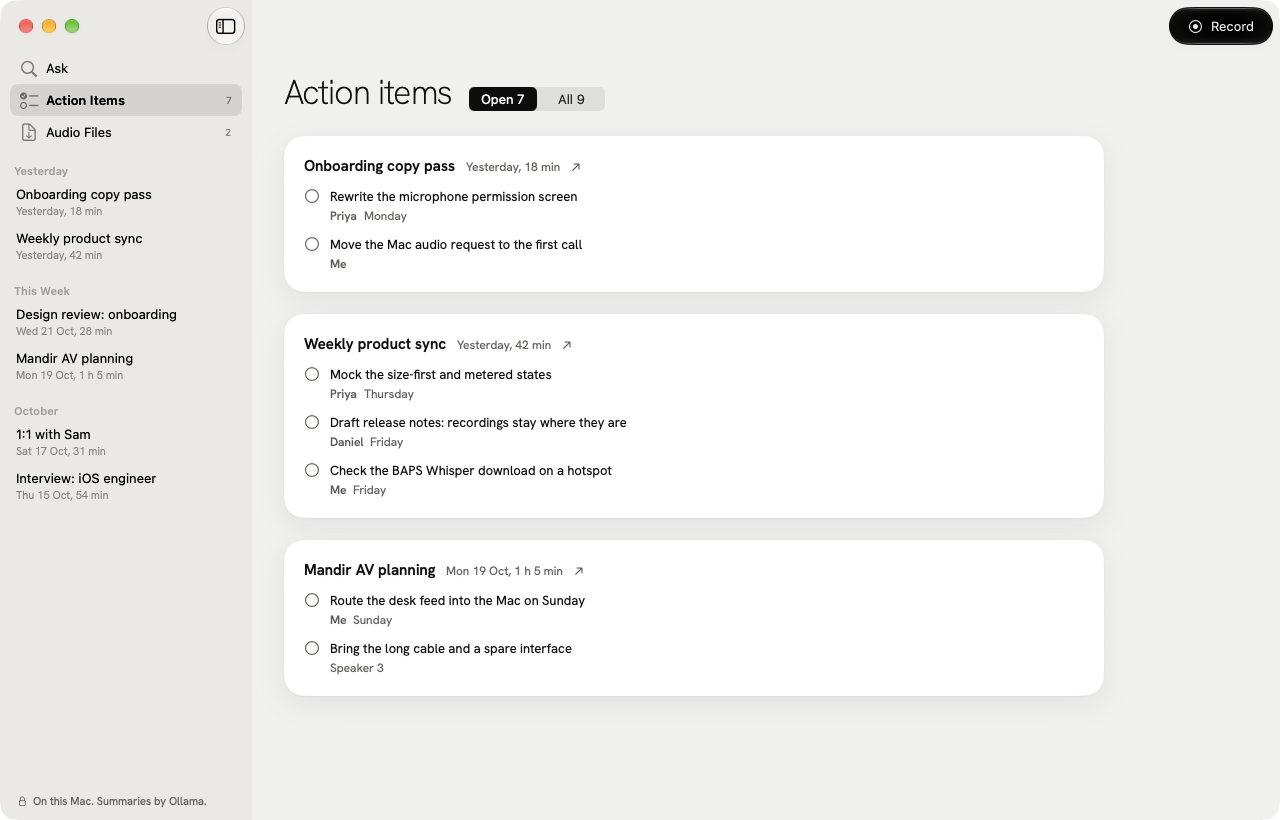 Record
Ask
Action Items 7
Audio Files 2
Yesterday
Onboarding copy pass
Yesterday, 18 min
Weekly product sync
Yesterday, 42 min
This Week
Design review: onboarding
Wed 21 Oct, 28 min
Mandir AV planning
Mon 19 Oct, 1 h 5 min
October
1:1 with Sam
Sat 17 Oct, 31 min
Interview: iOS engineer
Thu 15 Oct, 54 min
On this Mac. Summaries by Ollama.
Action items Open 7 All 9
Onboarding copy pass Yesterday, 18 min
Rewrite the microphone permission screen
Priya Monday
Move the Mac audio request to the first call
Me
Weekly product sync Yesterday, 42 min
Mock the size-first and metered states
Priya Thursday
Draft release notes: recordings stay where they are
Daniel Friday
Check the BAPS Whisper download on a hotspot
Me Friday
Mandir AV planning Mon 19 Oct, 1 h 5 min
Route the desk feed into the Mac on Sunday
Me Sunday
Bring the long cable and a spare interface
Speaker 3